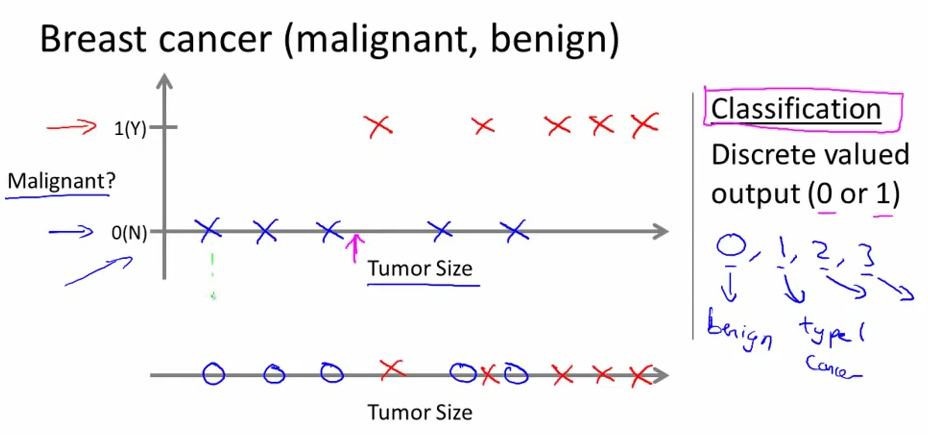 Breast cancer (malignant, benign)
1(Y)
Malignant?
0(N)
Tumor Size
Tumor Size
Classification
Discrete valued
output (0 or 1)
0, 1, 2, 3
benign
type 1
cancer